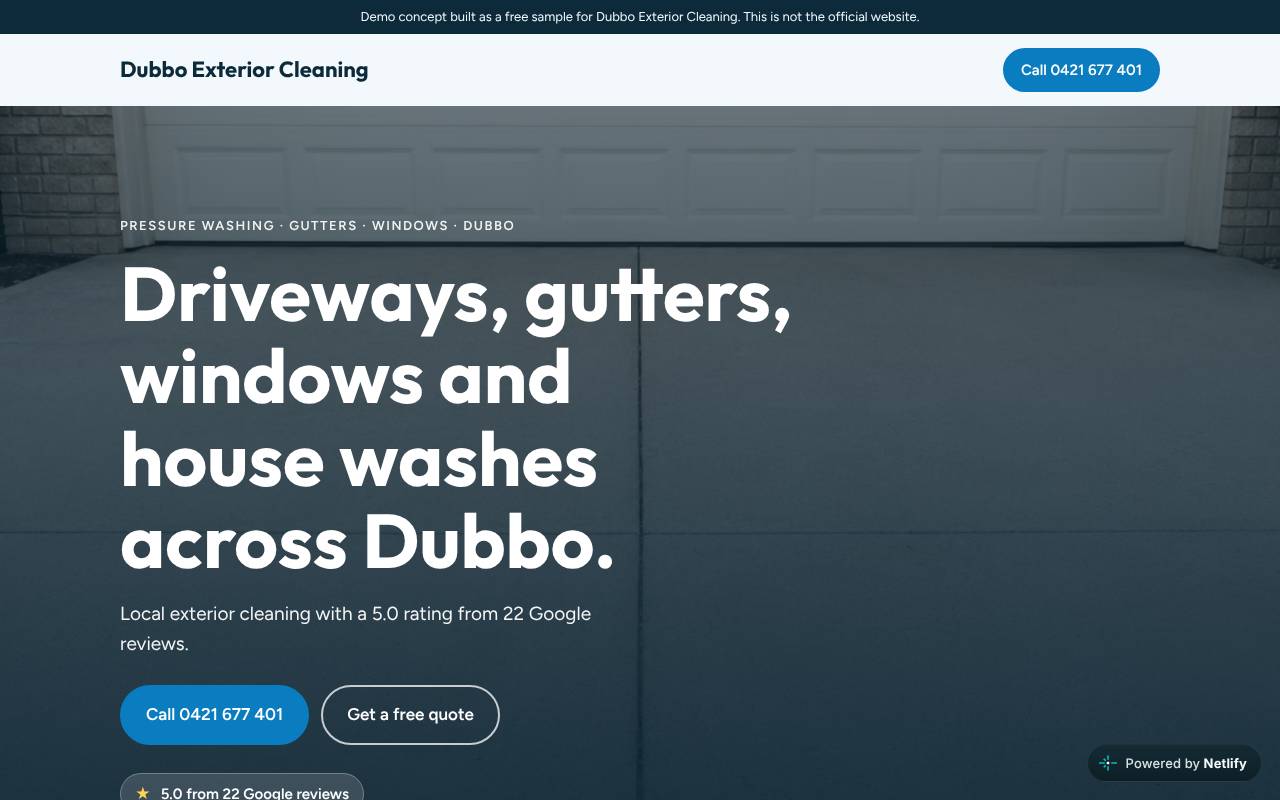 Demo concept built as a free sample for Dubbo Exterior Cleaning. This is not the official website.
Dubbo Exterior Cleaning
Call 0421 677 401
PRESSURE WASHING · GUTTERS · WINDOWS · DUBBO
Driveways, gutters,
windows and
house washes
across Dubbo.
Local exterior cleaning with a 5.0 rating from 22 Google
reviews.
Call 0421 677 401
Get a free quote
Powered by Netlify
★ 5.0 from 22 Google reviews